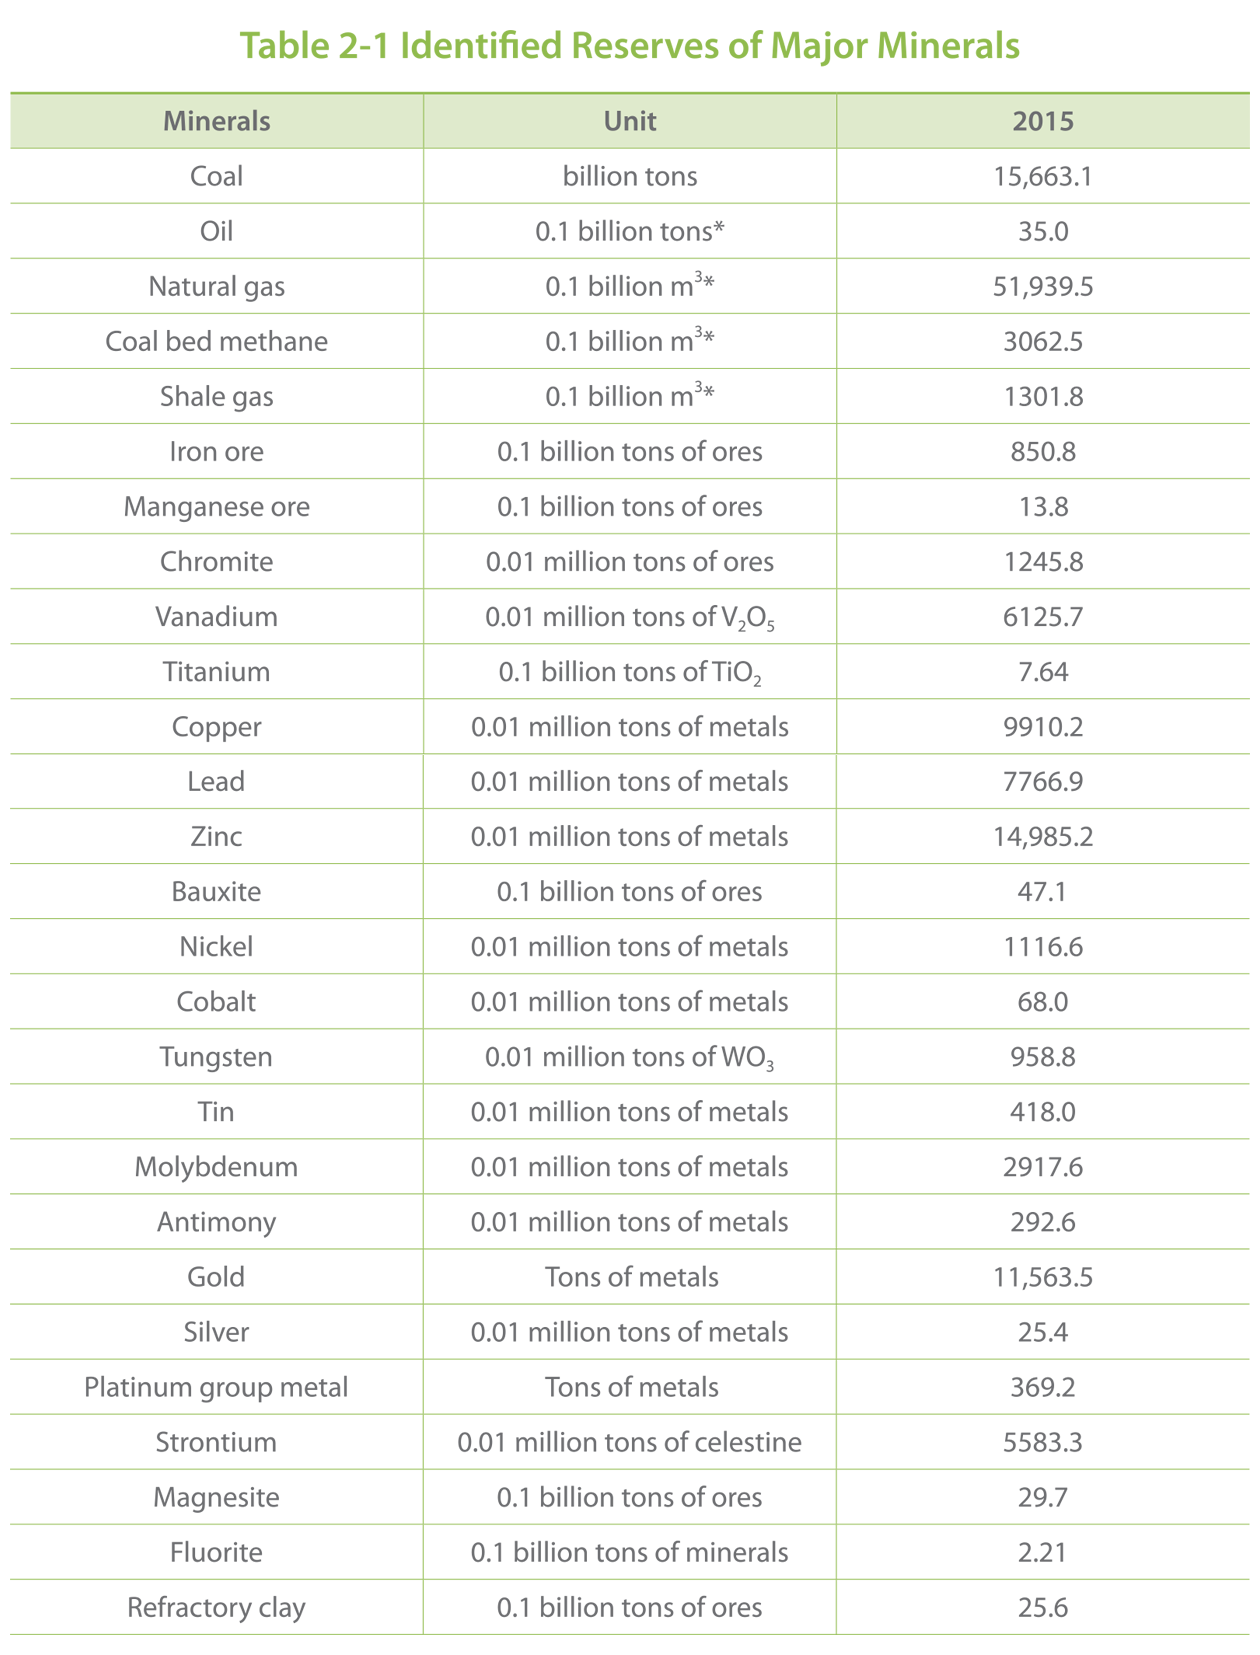 Table 2-1 Identified Reserves of Major Minerals
Minerals Unit 2015
Coal billion tons 15,663.1
Oil 0.1 billion tons* 35.0
Natural gas 0.1 billion m³* 51,939.5
Coal bed methane 0.1 billion m³* 3062.5
Shale gas 0.1 billion m³* 1301.8
Iron ore 0.1 billion tons of ores 850.8
Manganese ore 0.1 billion tons of ores 13.8
Chromite 0.01 million tons of ores 1245.8
Vanadium 0.01 million tons of V₂O₅ 6125.7
Titanium 0.1 billion tons of TiO₂ 7.64
Copper 0.01 million tons of metals 9910.2
Lead 0.01 million tons of metals 7766.9
Zinc 0.01 million tons of metals 14,985.2
Bauxite 0.1 billion tons of ores 47.1
Nickel 0.01 million tons of metals 1116.6
Cobalt 0.01 million tons of metals 68.0
Tungsten 0.01 million tons of WO₃ 958.8
Tin 0.01 million tons of metals 418.0
Molybdenum 0.01 million tons of metals 2917.6
Antimony 0.01 million tons of metals 292.6
Gold Tons of metals 11,563.5
Silver 0.01 million tons of metals 25.4
Platinum group metal Tons of metals 369.2
Strontium 0.01 million tons of celestine 5583.3
Magnesite 0.1 billion tons of ores 29.7
Fluorite 0.1 billion tons of minerals 2.21
Refractory clay 0.1 billion tons of ores 25.6